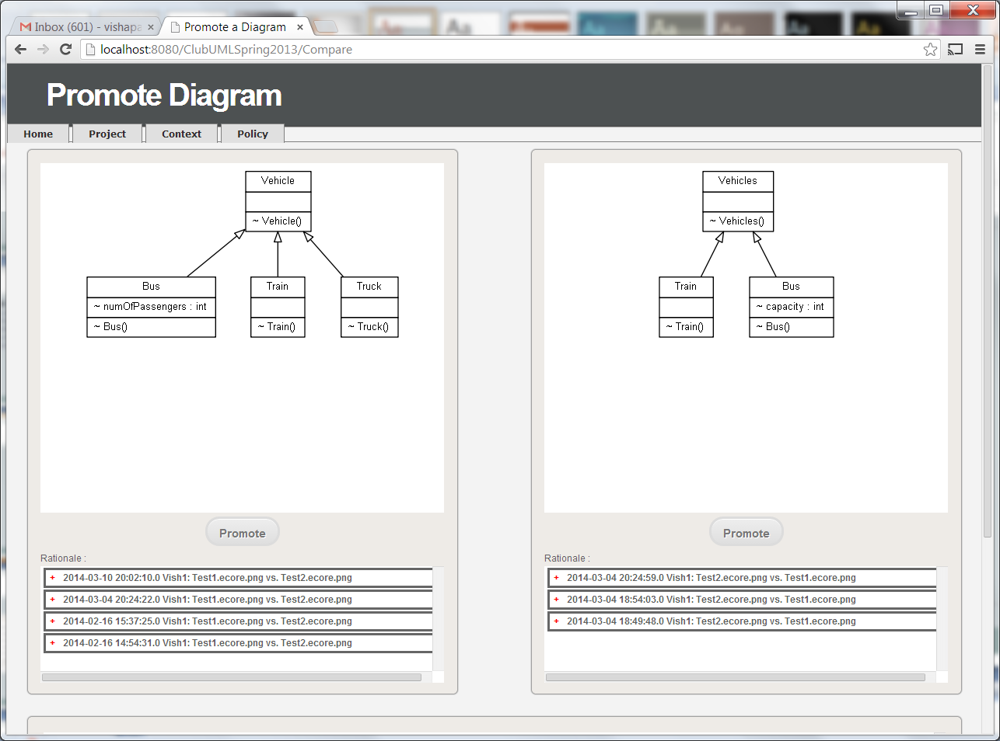 Inbox (601) - vishapa
Promote a Diagram
localhost:8080/ClubUMLSpring2013/Compare
Promote Diagram
Home Project Context Policy
Vehicle
~ Vehicle()
Bus
~ numOfPassengers : int
~ Bus()
Train
~ Train()
Truck
~ Truck()
Promote
Rationale :
+ 2014-03-10 20:02:10.0 Vish1: Test1.ecore.png vs. Test2.ecore.png
+ 2014-03-04 20:24:22.0 Vish1: Test1.ecore.png vs. Test2.ecore.png
+ 2014-02-16 15:37:25.0 Vish1: Test1.ecore.png vs. Test2.ecore.png
+ 2014-02-16 14:54:31.0 Vish1: Test1.ecore.png vs. Test2.ecore.png
Vehicles
~ Vehicles()
Train
~ Train()
Bus
~ capacity : int
~ Bus()
Promote
Rationale :
+ 2014-03-04 20:24:59.0 Vish1: Test1.ecore.png vs. Test2.ecore.png
+ 2014-03-04 18:54:03.0 Vish1: Test2.ecore.png vs. Test2.ecore.png
+ 2014-03-04 18:49:48.0 Vish1: Test2.ecore.png vs. Test2.ecore.png